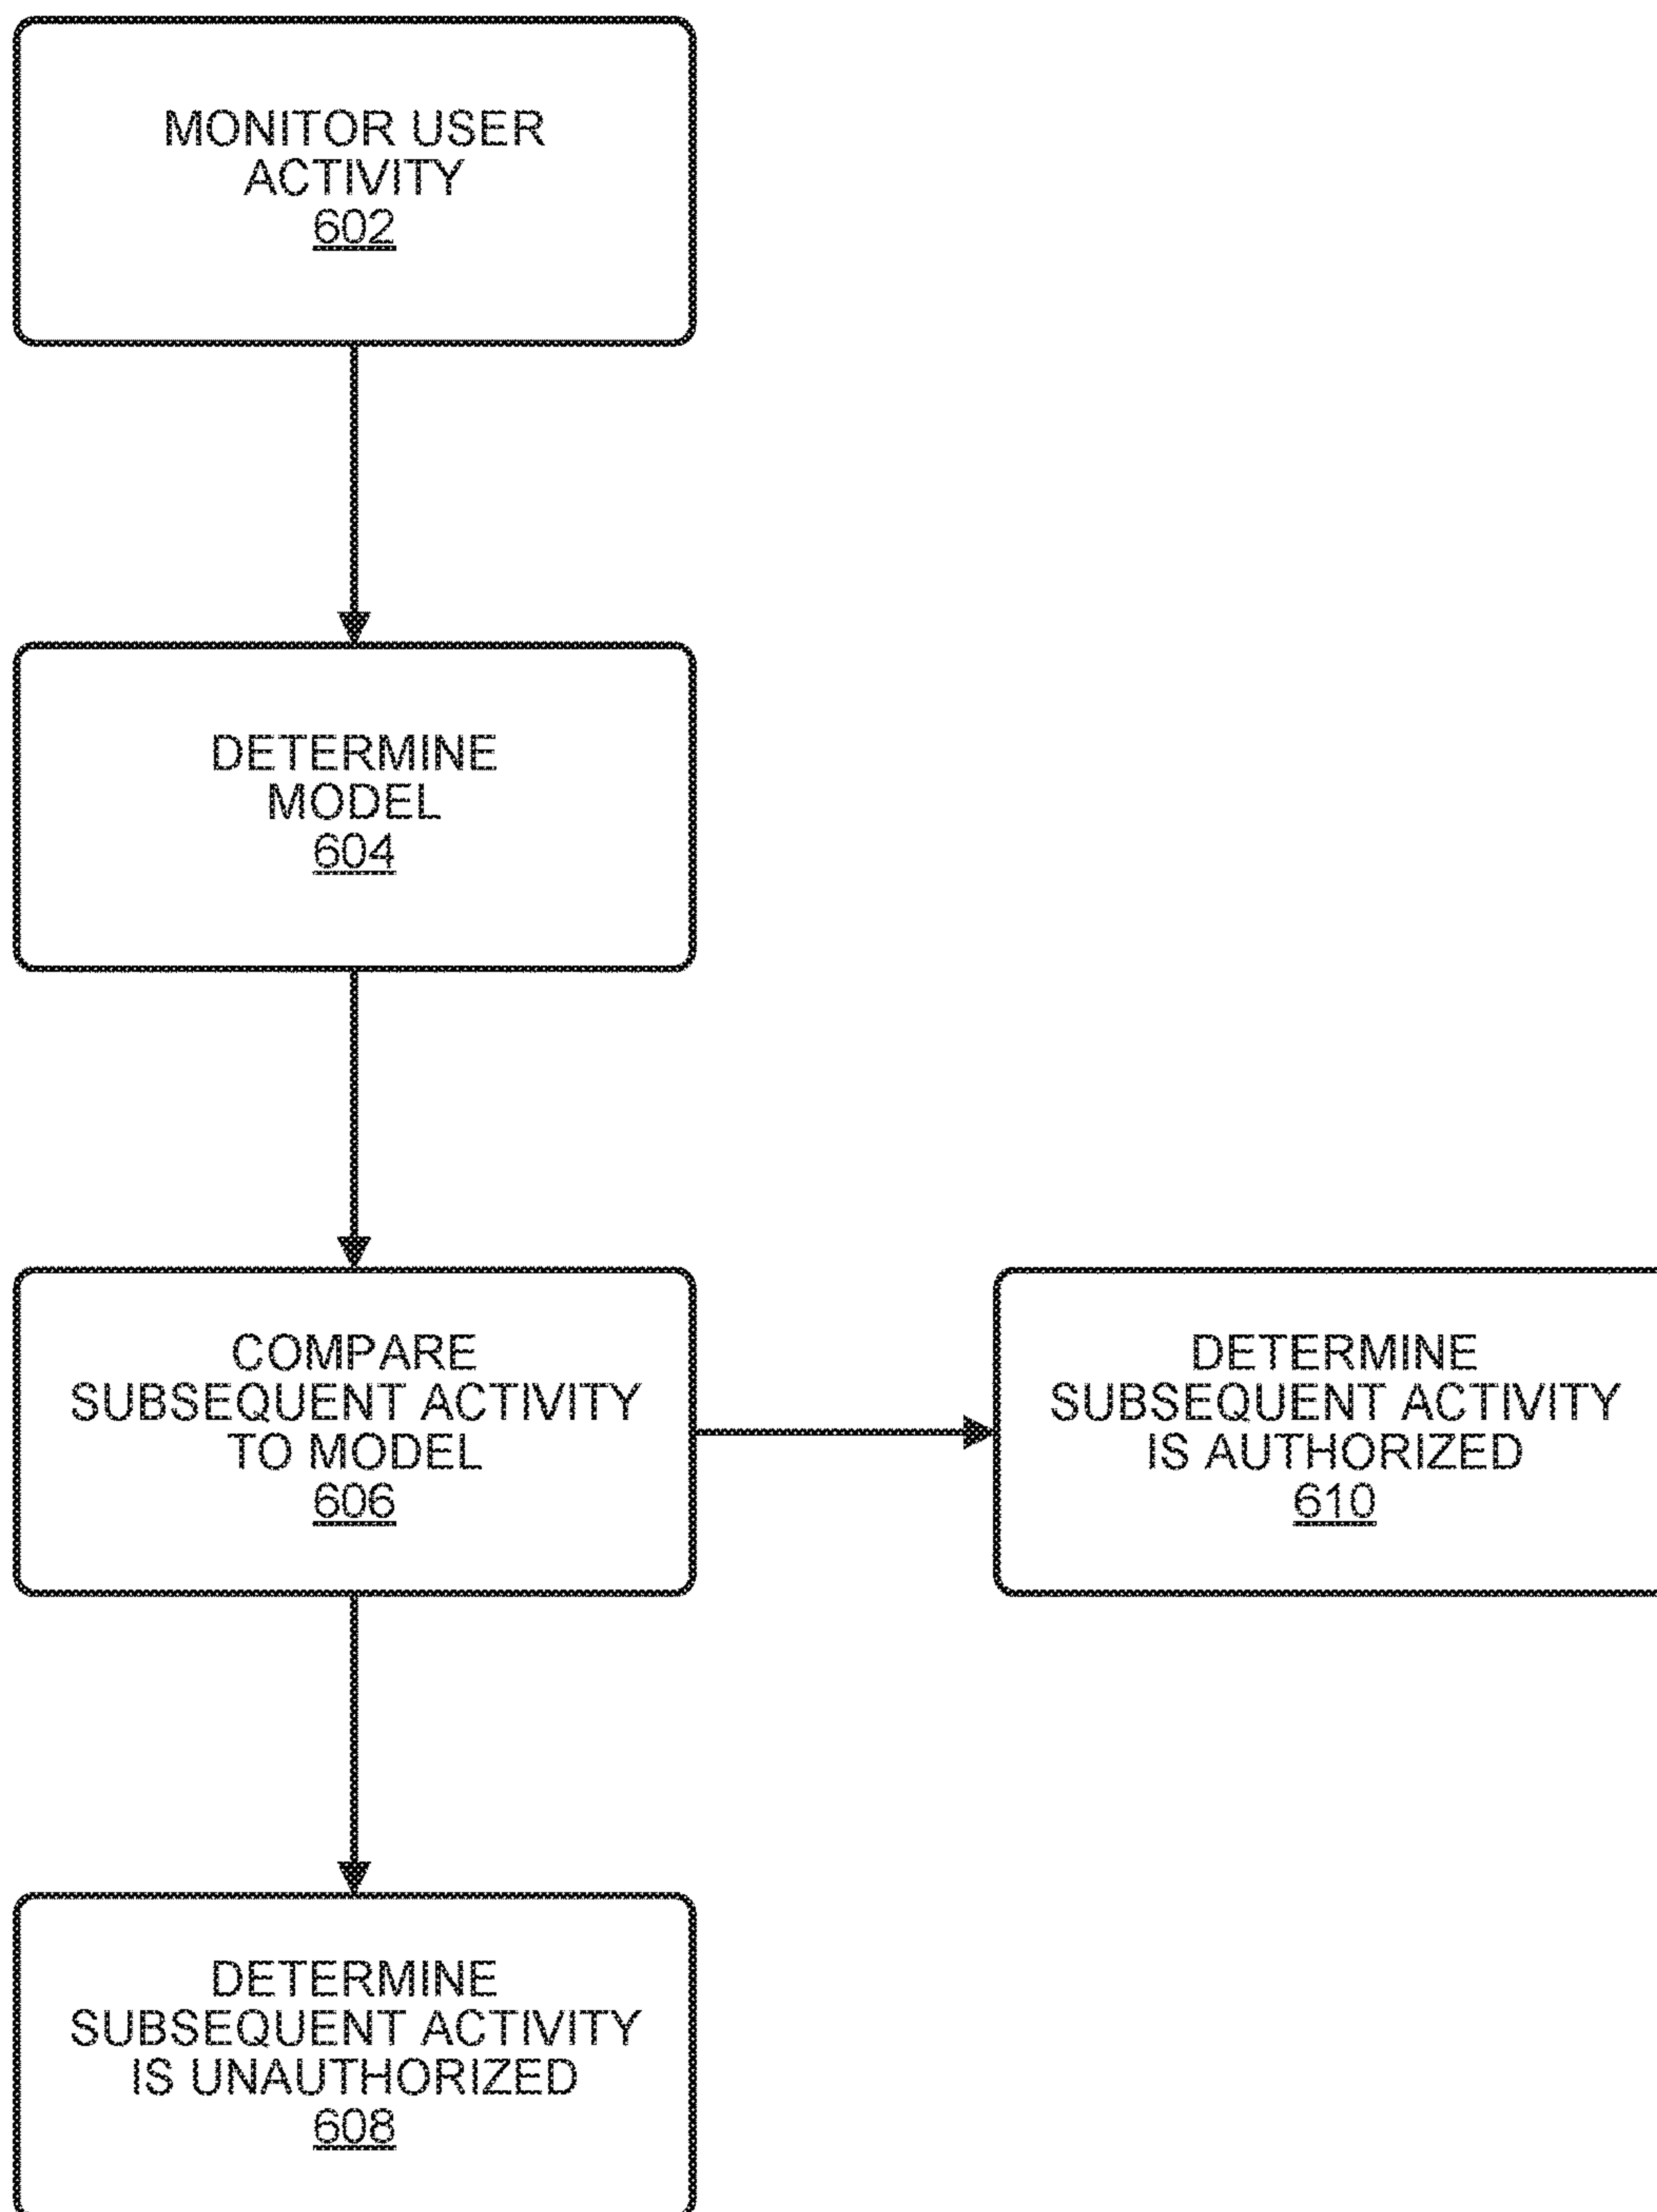 MONITOR USER
ACTIVITY
602
DETERMINE
MODEL
604
COMPARE
SUBSEQUENT ACTIVITY
TO MODEL
606
DETERMINE
SUBSEQUENT ACTIVITY
IS AUTHORIZED
610
DETERMINE
SUBSEQUENT ACTIVITY
IS UNAUTHORIZED
608